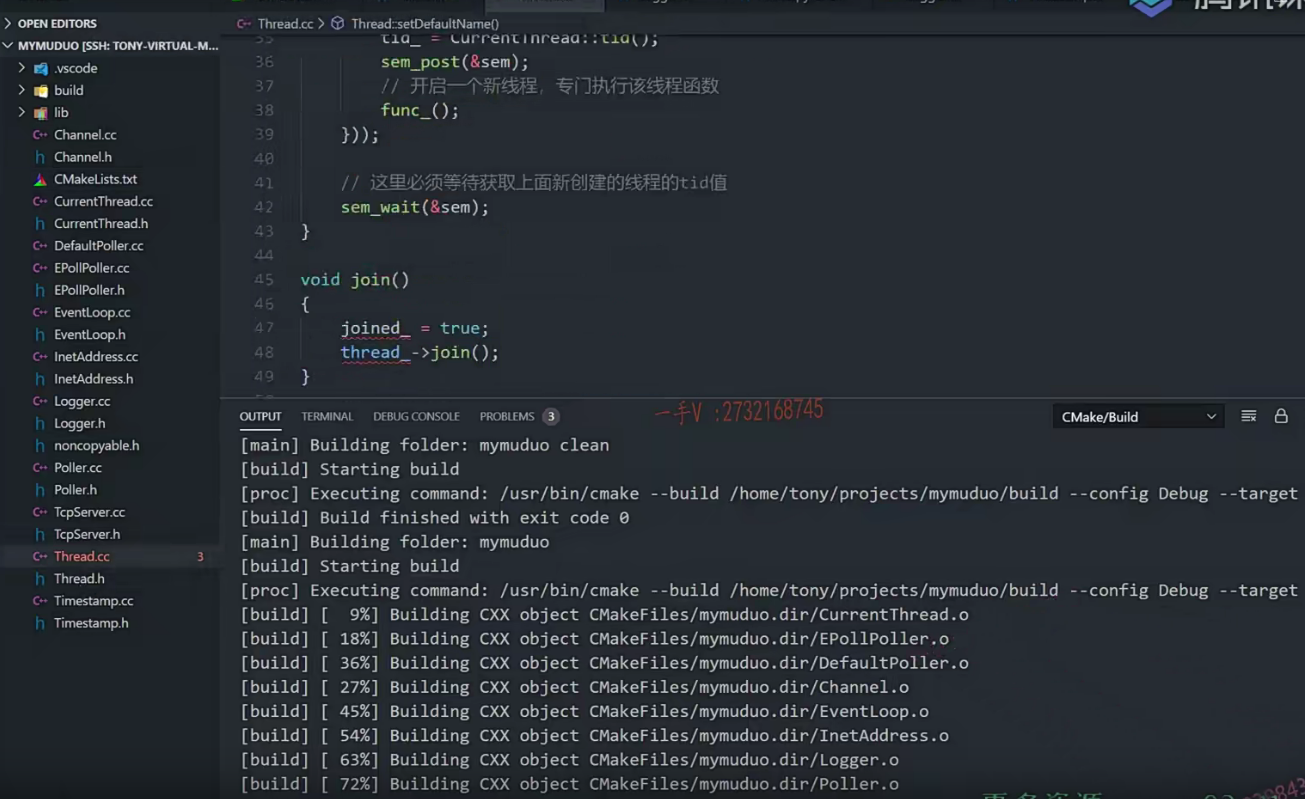 OPEN EDITORS
MYMUDUO [SSH: TONY-VIRTUAL-M...
.vscode
build
lib
Channel.cc
Channel.h
CMakeLists.txt
CurrentThread.cc
CurrentThread.h
DefaultPoller.cc
EPollPoller.cc
EPollPoller.h
EventLoop.cc
EventLoop.h
InetAddress.cc
InetAddress.h
Logger.cc
Logger.h
noncopyable.h
Poller.cc
Poller.h
TcpServer.cc
TcpServer.h
Thread.cc 3
Thread.h
Timestamp.cc
Timestamp.h
Thread.cc > Thread::setDefaultName()
35 tid_ = CurrentThread::tid();
36 sem_post(&sem);
37 // 开启一个新线程，专门执行该线程函数
38 func_();
39 }));
40
41 // 这里必须等待获取上面新创建的线程的tid值
42 sem_wait(&sem);
43 }
44
45 void join()
46 {
47 joined_ = true;
48 thread_->join();
49 }
OUTPUT TERMINAL DEBUG CONSOLE PROBLEMS 3 一手V :2732168745 CMake/Build
[main] Building folder: mymuduo clean
[build] Starting build
[proc] Executing command: /usr/bin/cmake --build /home/tony/projects/mymuduo/build --config Debug --target
[build] Build finished with exit code 0
[main] Building folder: mymuduo
[build] Starting build
[proc] Executing command: /usr/bin/cmake --build /home/tony/projects/mymuduo/build --config Debug --target
[build] [  9%] Building CXX object CMakeFiles/mymuduo.dir/CurrentThread.o
[build] [ 18%] Building CXX object CMakeFiles/mymuduo.dir/EPollPoller.o
[build] [ 36%] Building CXX object CMakeFiles/mymuduo.dir/DefaultPoller.o
[build] [ 27%] Building CXX object CMakeFiles/mymuduo.dir/Channel.o
[build] [ 45%] Building CXX object CMakeFiles/mymuduo.dir/EventLoop.o
[build] [ 54%] Building CXX object CMakeFiles/mymuduo.dir/InetAddress.o
[build] [ 63%] Building CXX object CMakeFiles/mymuduo.dir/Logger.o
[build] [ 72%] Building CXX object CMakeFiles/mymuduo.dir/Poller.o